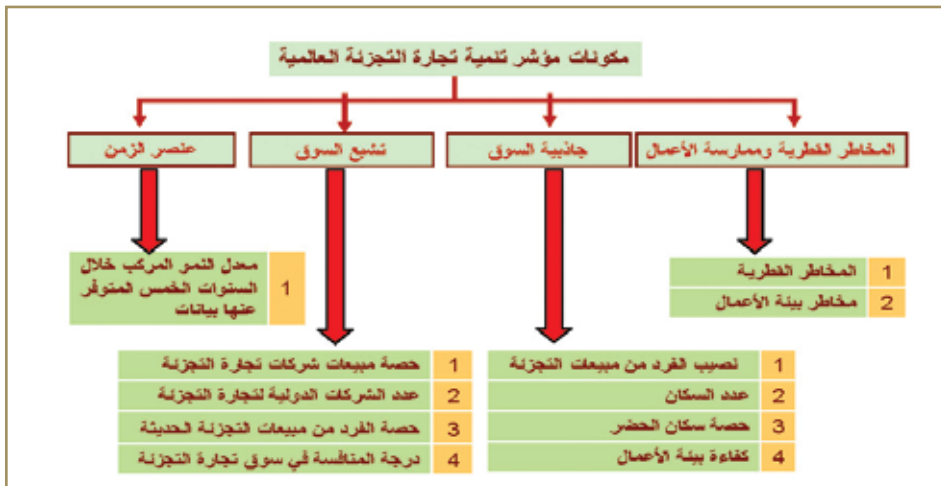 مكونات مؤشر تنمية تجارة التجزئة العالمية
المخاطر القطرية وممارسة الأعمال
جاذبية السوق
تشبع السوق
عنصر الزمن
1 المخاطر القطرية
2 مخاطر بيئة الأعمال
1 نصيب الفرد من مبيعات التجزئة
2 عدد السكان
3 حصة سكان الحضر
4 كفاءة بيئة الأعمال
1 حصة مبيعات شركات تجارة التجزئة
2 عدد الشركات الدولية لتجارة التجزئة
3 حصة الفرد من مبيعات التجزئة الحديثة
4 درجة المنافسة في سوق تجارة التجزئة
1 معدل النمو المركب خلال
السنوات الخمس المتوفر
عنها بيانات